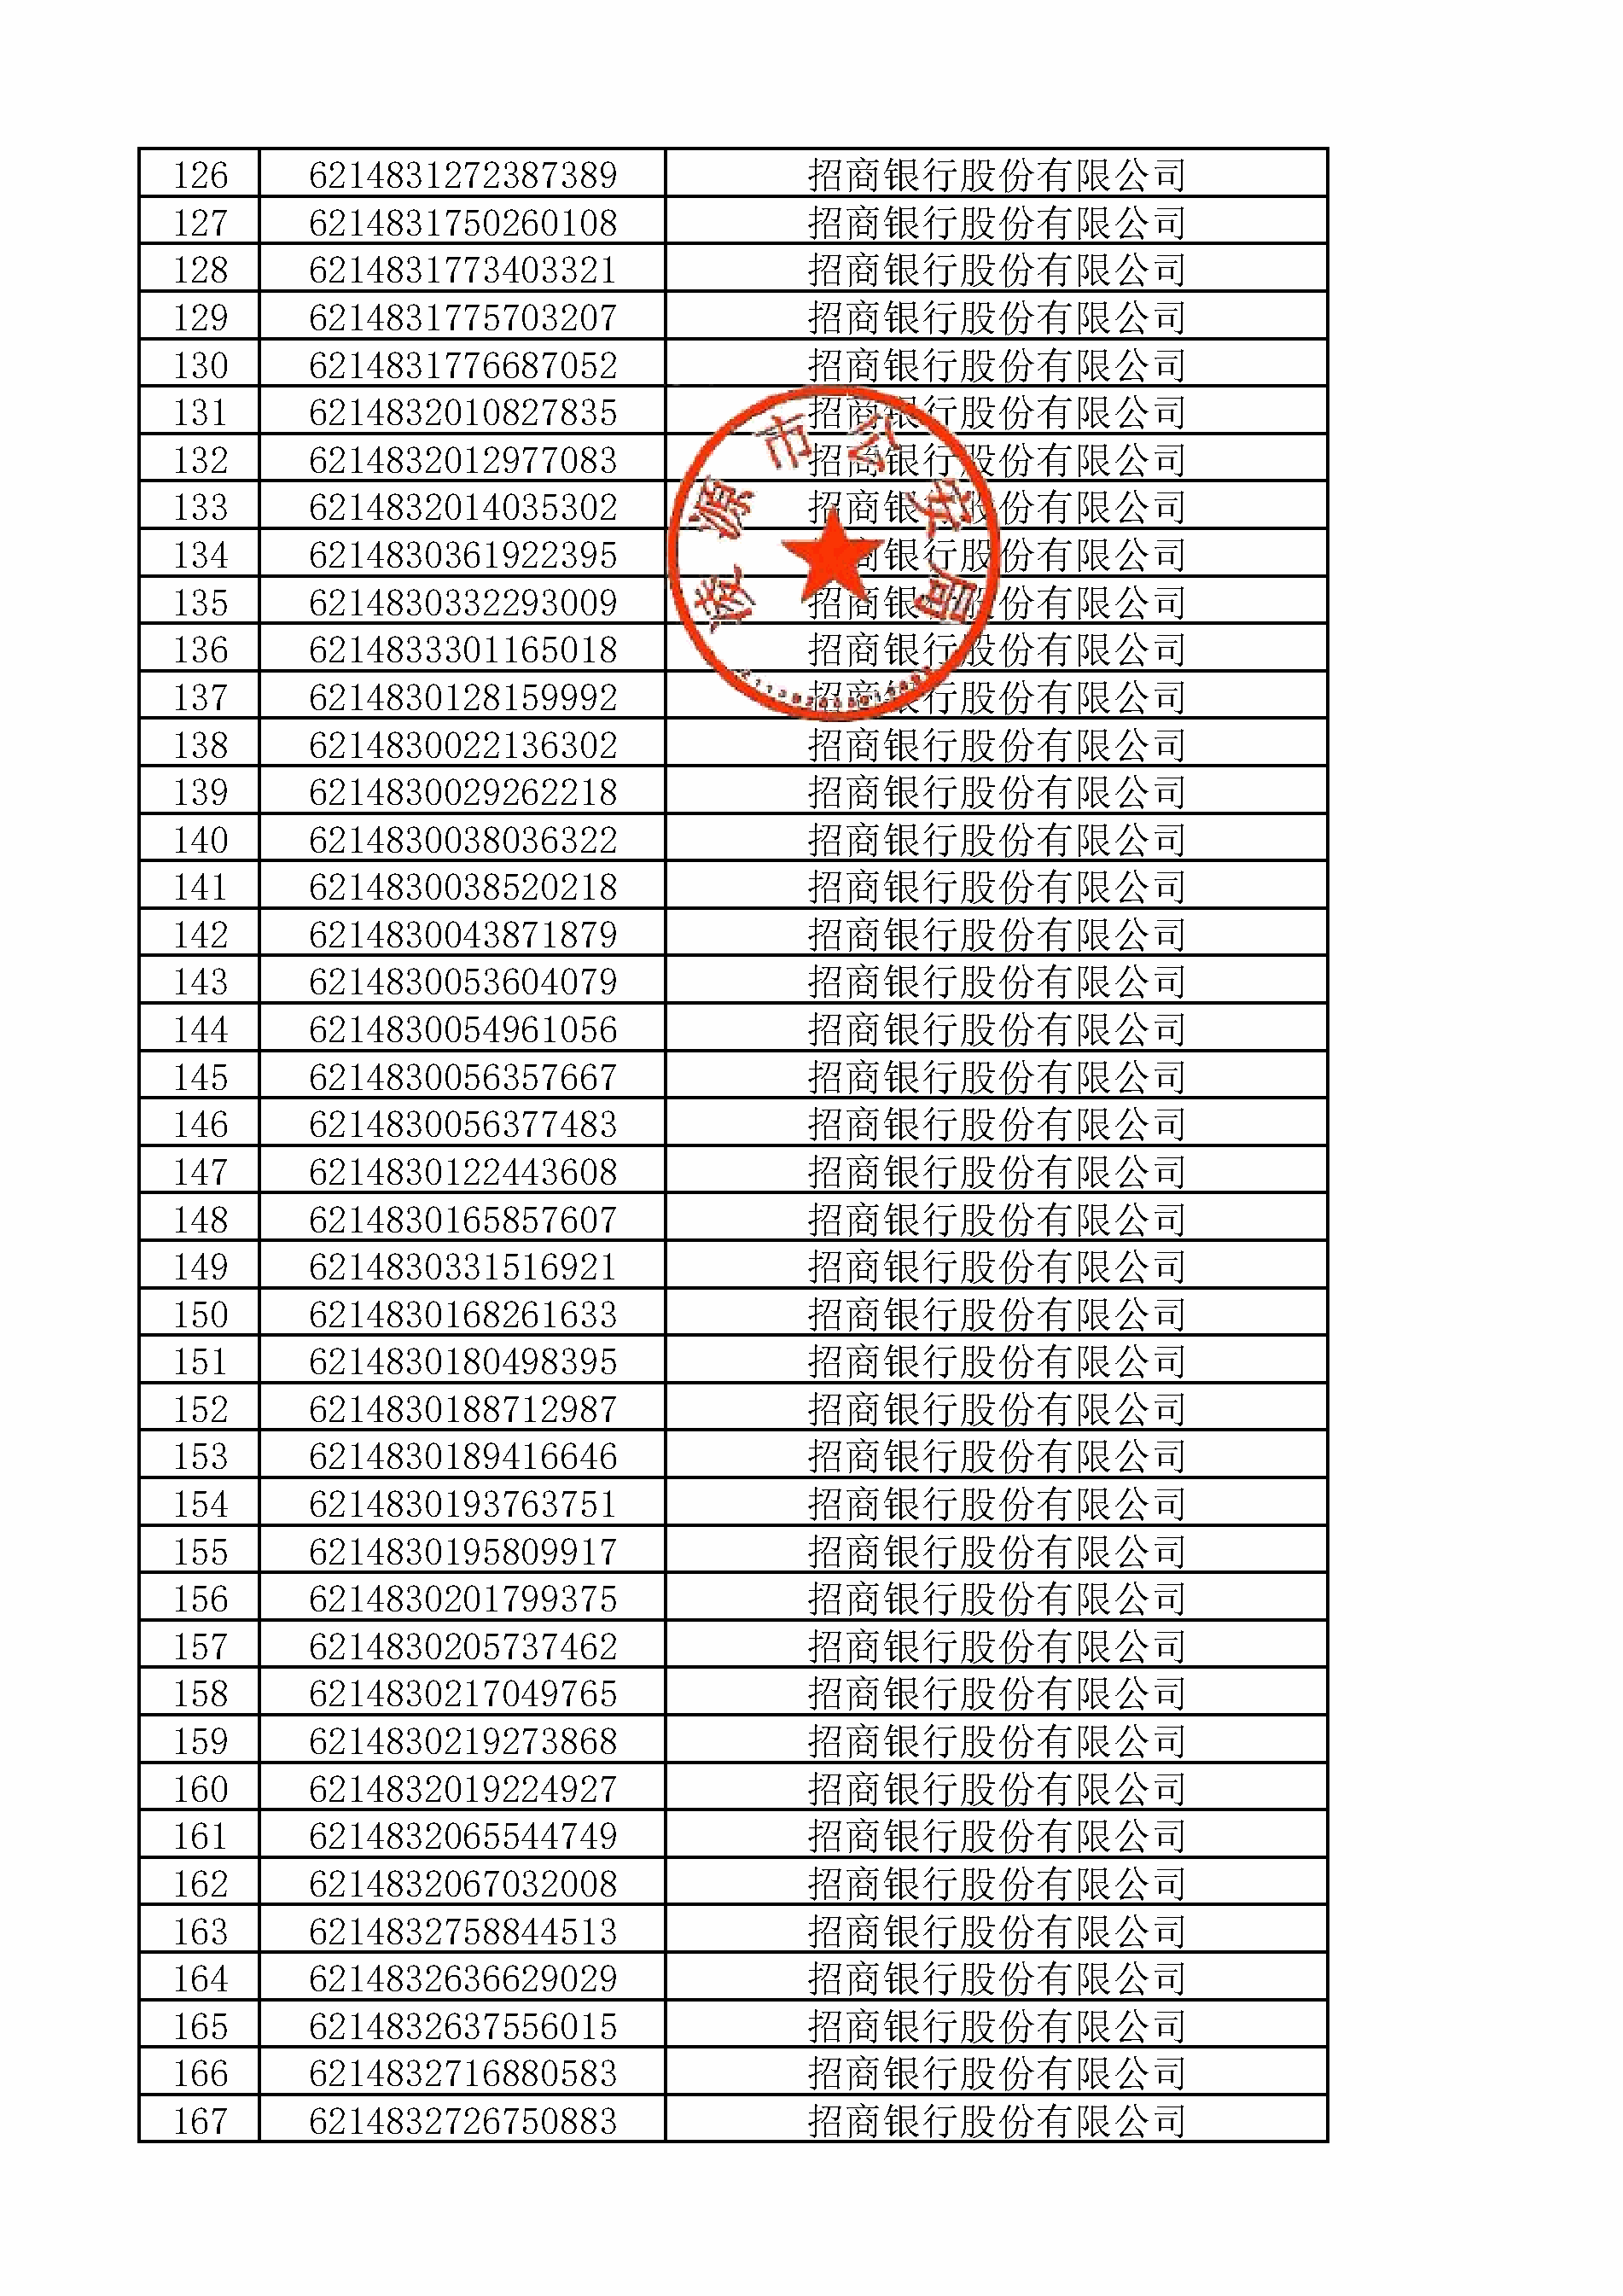 126 6214831272387389 招商银行股份有限公司
127 6214831750260108 招商银行股份有限公司
128 6214831773403321 招商银行股份有限公司
129 6214831775703207 招商银行股份有限公司
130 6214831776687052 招商银行股份有限公司
131 6214832010827835 招商银行股份有限公司
132 6214832012977083 招商银行股份有限公司
133 6214832014035302 招商银行股份有限公司
134 6214830361922395 招商银行股份有限公司
135 6214830332293009 招商银行股份有限公司
136 6214833301165018 招商银行股份有限公司
137 6214830128159992 招商银行股份有限公司
138 6214830022136302 招商银行股份有限公司
139 6214830029262218 招商银行股份有限公司
140 6214830038036322 招商银行股份有限公司
141 6214830038520218 招商银行股份有限公司
142 6214830043871879 招商银行股份有限公司
143 6214830053604079 招商银行股份有限公司
144 6214830054961056 招商银行股份有限公司
145 6214830056357667 招商银行股份有限公司
146 6214830056377483 招商银行股份有限公司
147 6214830122443608 招商银行股份有限公司
148 6214830165857607 招商银行股份有限公司
149 6214830331516921 招商银行股份有限公司
150 6214830168261633 招商银行股份有限公司
151 6214830180498395 招商银行股份有限公司
152 6214830188712987 招商银行股份有限公司
153 6214830189416646 招商银行股份有限公司
154 6214830193763751 招商银行股份有限公司
155 6214830195809917 招商银行股份有限公司
156 6214830201799375 招商银行股份有限公司
157 6214830205737462 招商银行股份有限公司
158 6214830217049765 招商银行股份有限公司
159 6214830219273868 招商银行股份有限公司
160 6214832019224927 招商银行股份有限公司
161 6214832065544749 招商银行股份有限公司
162 6214832067032008 招商银行股份有限公司
163 6214832758844513 招商银行股份有限公司
164 6214832636629029 招商银行股份有限公司
165 6214832637556015 招商银行股份有限公司
166 6214832716880583 招商银行股份有限公司
167 6214832726750883 招商银行股份有限公司
凌源市公安局